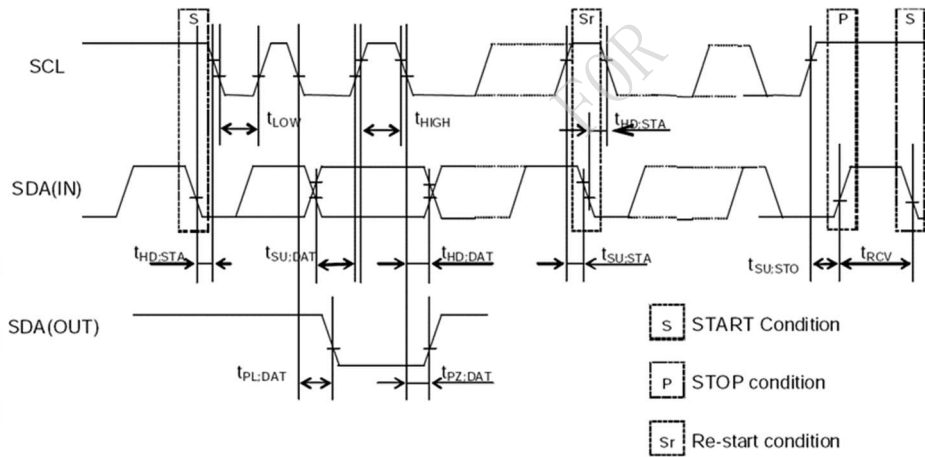 S Sr P S
SCL
FOR
tLOW tHIGH tHD;STA
SDA(IN)
tHD;STA tSU;DAT tHD;DAT tSU;STA tSU;STO tRCV
SDA(OUT)
S START Condition
tPL;DAT tPZ;DAT
P STOP condition
Sr Re-start condition